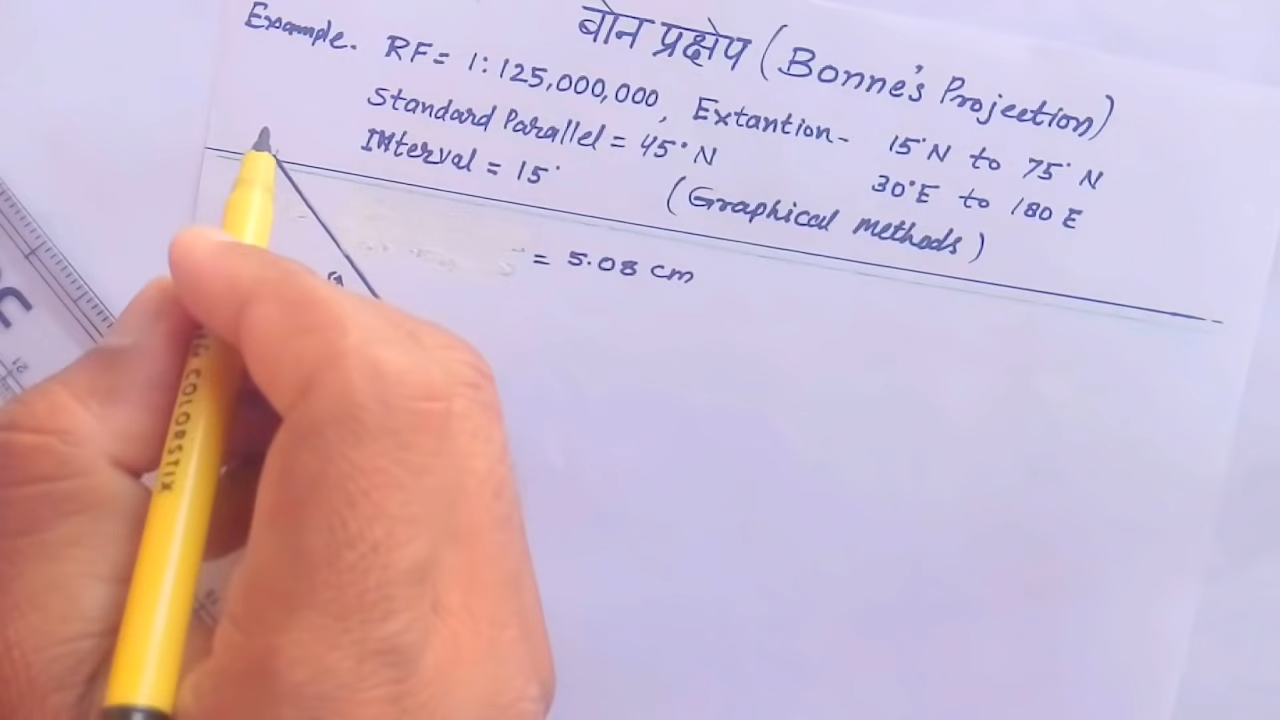 बोन प्रक्षेप (Bonne's Projection)
Example. RF= 1:125,000,000, Extantion- 15°N to 75° N
30°E to 180 E
Standard Parallel = 45°N
Interval = 15°
(Graphical methods)
= 5.08 cm
COLORSTIX